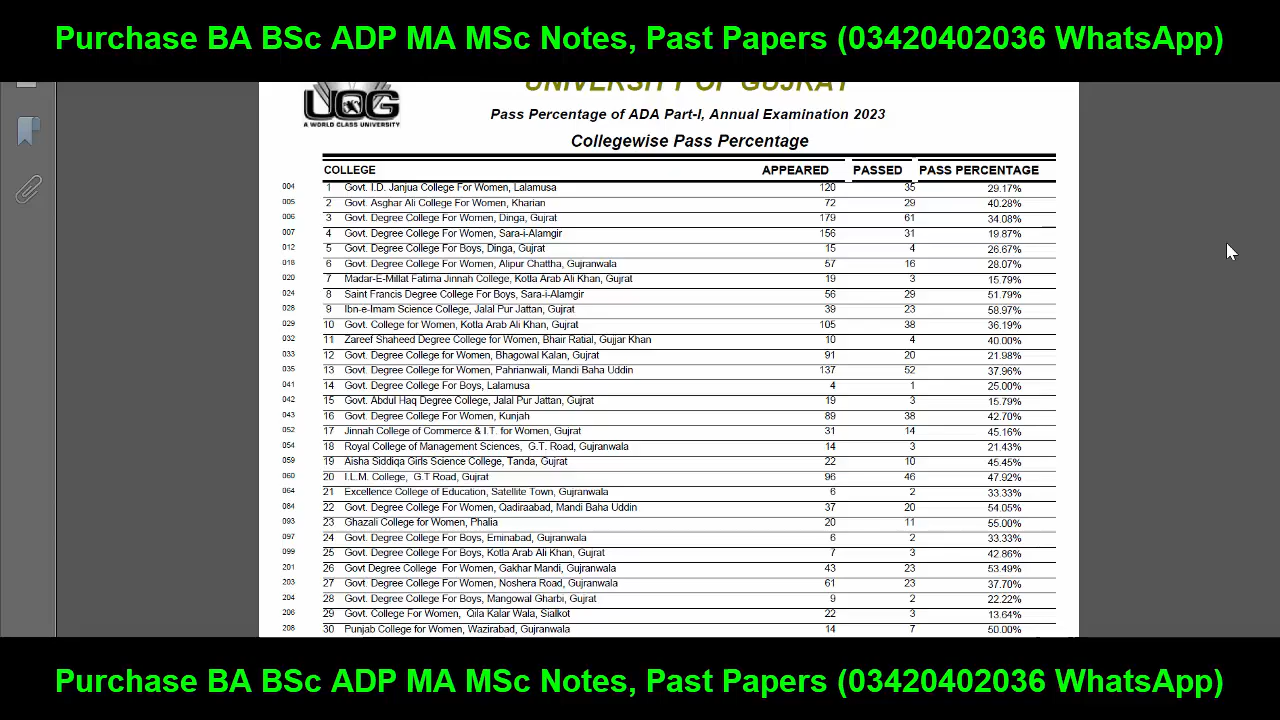 Purchase BA BSc ADP MA MSc Notes, Past Papers (03420402036 WhatsApp)
UNIVERSITY OF GUJRAT
UOG
A WORLD CLASS UNIVERSITY
Pass Percentage of ADA Part-I, Annual Examination 2023
Collegewise Pass Percentage
COLLEGE APPEARED PASSED PASS PERCENTAGE
004 1 Govt. I.D. Janjua College For Women, Lalamusa 120 35 29.17%
005 2 Govt. Asghar Ali College For Women, Kharian 72 29 40.28%
006 3 Govt. Degree College For Women, Dinga, Gujrat 179 61 34.08%
007 4 Govt. Degree College For Women, Sara-i-Alamgir 156 31 19.87%
012 5 Govt. Degree College For Boys, Dinga, Gujrat 15 4 26.67%
018 6 Govt. Degree College For Women, Alipur Chattha, Gujranwala 57 16 28.07%
020 7 Madar-E-Millat Fatima Jinnah College, Kotla Arab Ali Khan, Gujrat 19 3 15.79%
024 8 Saint Francis Degree College For Boys, Sara-i-Alamgir 56 29 51.79%
028 9 Ibn-e-Imam Science College, Jalal Pur Jattan, Gujrat 39 23 58.97%
029 10 Govt. College for Women, Kotla Arab Ali Khan, Gujrat 105 38 36.19%
032 11 Zareef Shaheed Degree College for Women, Bhair Ratial, Gujjar Khan 10 4 40.00%
033 12 Govt. Degree College for Women, Bhagowal Kalan, Gujrat 91 20 21.98%
035 13 Govt. Degree College for Women, Pahrianwali, Mandi Baha Uddin 137 52 37.96%
041 14 Govt. Degree College For Boys, Lalamusa 4 1 25.00%
042 15 Govt. Abdul Haq Degree College, Jalal Pur Jattan, Gujrat 19 3 15.79%
043 16 Govt. Degree College For Women, Kunjah 89 38 42.70%
052 17 Jinnah College of Commerce & I.T. for Women, Gujrat 31 14 45.16%
054 18 Royal College of Management Sciences, G.T. Road, Gujranwala 14 3 21.43%
059 19 Aisha Siddiqa Girls Science College, Tanda, Gujrat 22 10 45.45%
060 20 I.L.M. College, G.T Road, Gujrat 96 46 47.92%
064 21 Excellence College of Education, Satellite Town, Gujranwala 6 2 33.33%
084 22 Govt. Degree College For Women, Qadiraabad, Mandi Baha Uddin 37 20 54.05%
093 23 Ghazali College for Women, Phalia 20 11 55.00%
097 24 Govt. Degree College For Boys, Eminabad, Gujranwala 6 2 33.33%
099 25 Govt. Degree College For Boys, Kotla Arab Ali Khan, Gujrat 7 3 42.86%
201 26 Govt Degree College For Women, Gakhar Mandi, Gujranwala 43 23 53.49%
203 27 Govt. Degree College For Women, Noshera Road, Gujranwala 61 23 37.70%
204 28 Govt. Degree College For Boys, Mangowal Gharbi, Gujrat 9 2 22.22%
206 29 Govt. College For Women, Qila Kalar Wala, Sialkot 22 3 13.64%
208 30 Punjab College for Women, Wazirabad, Gujranwala 14 7 50.00%
Purchase BA BSc ADP MA MSc Notes, Past Papers (03420402036 WhatsApp)